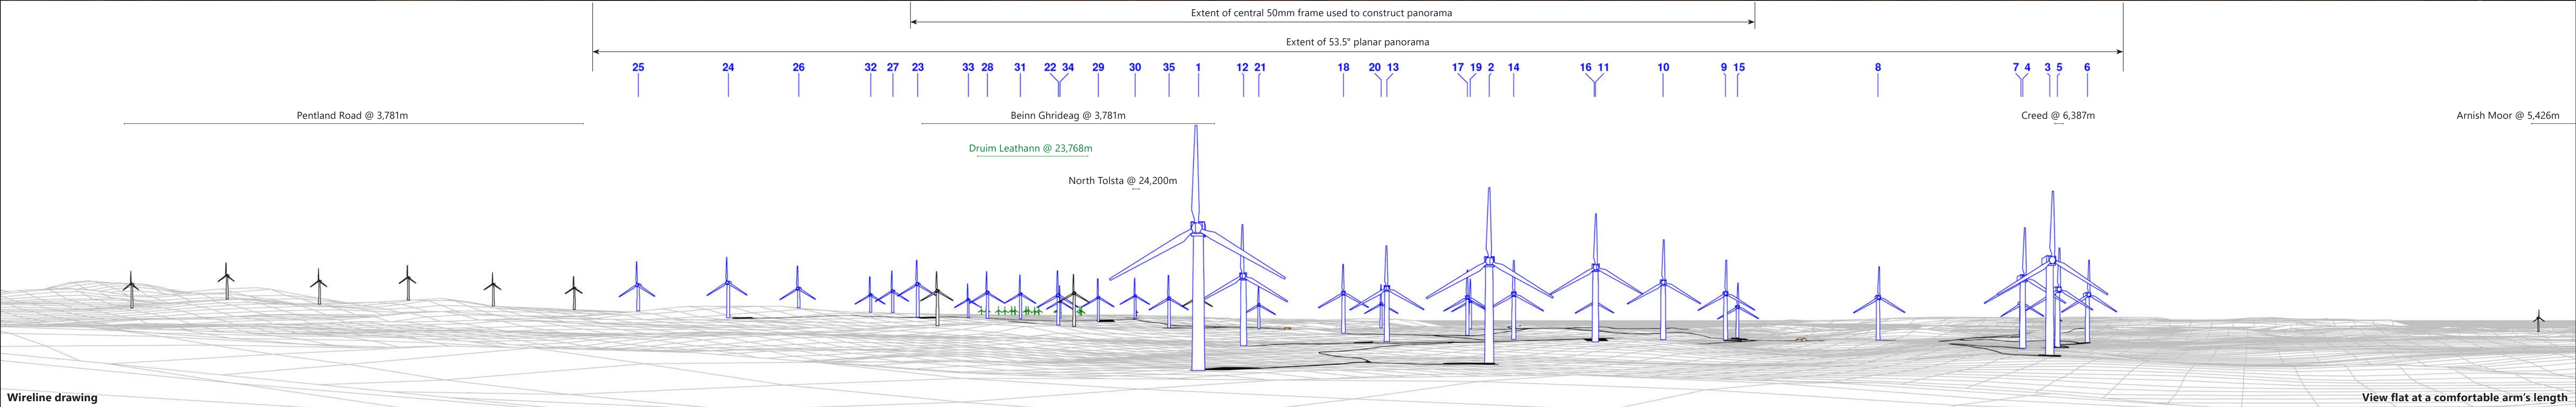 Extent of central 50mm frame used to construct panorama
Extent of 53.5° planar panorama
25 24 26 32 27 23 33 28 31 22 34 29 30 35 1 12 21 18 20 13 17 19 2 14 16 11 10 9 15 8 7 4 3 5 6
Pentland Road @ 3,781m Beinn Ghrideag @ 3,781m Creed @ 6,387m Arnish Moor @ 5,426m
Druim Leathann @ 23,768m
North Tolsta @ 24,200m
Wireline drawing View flat at a comfortable arm's length